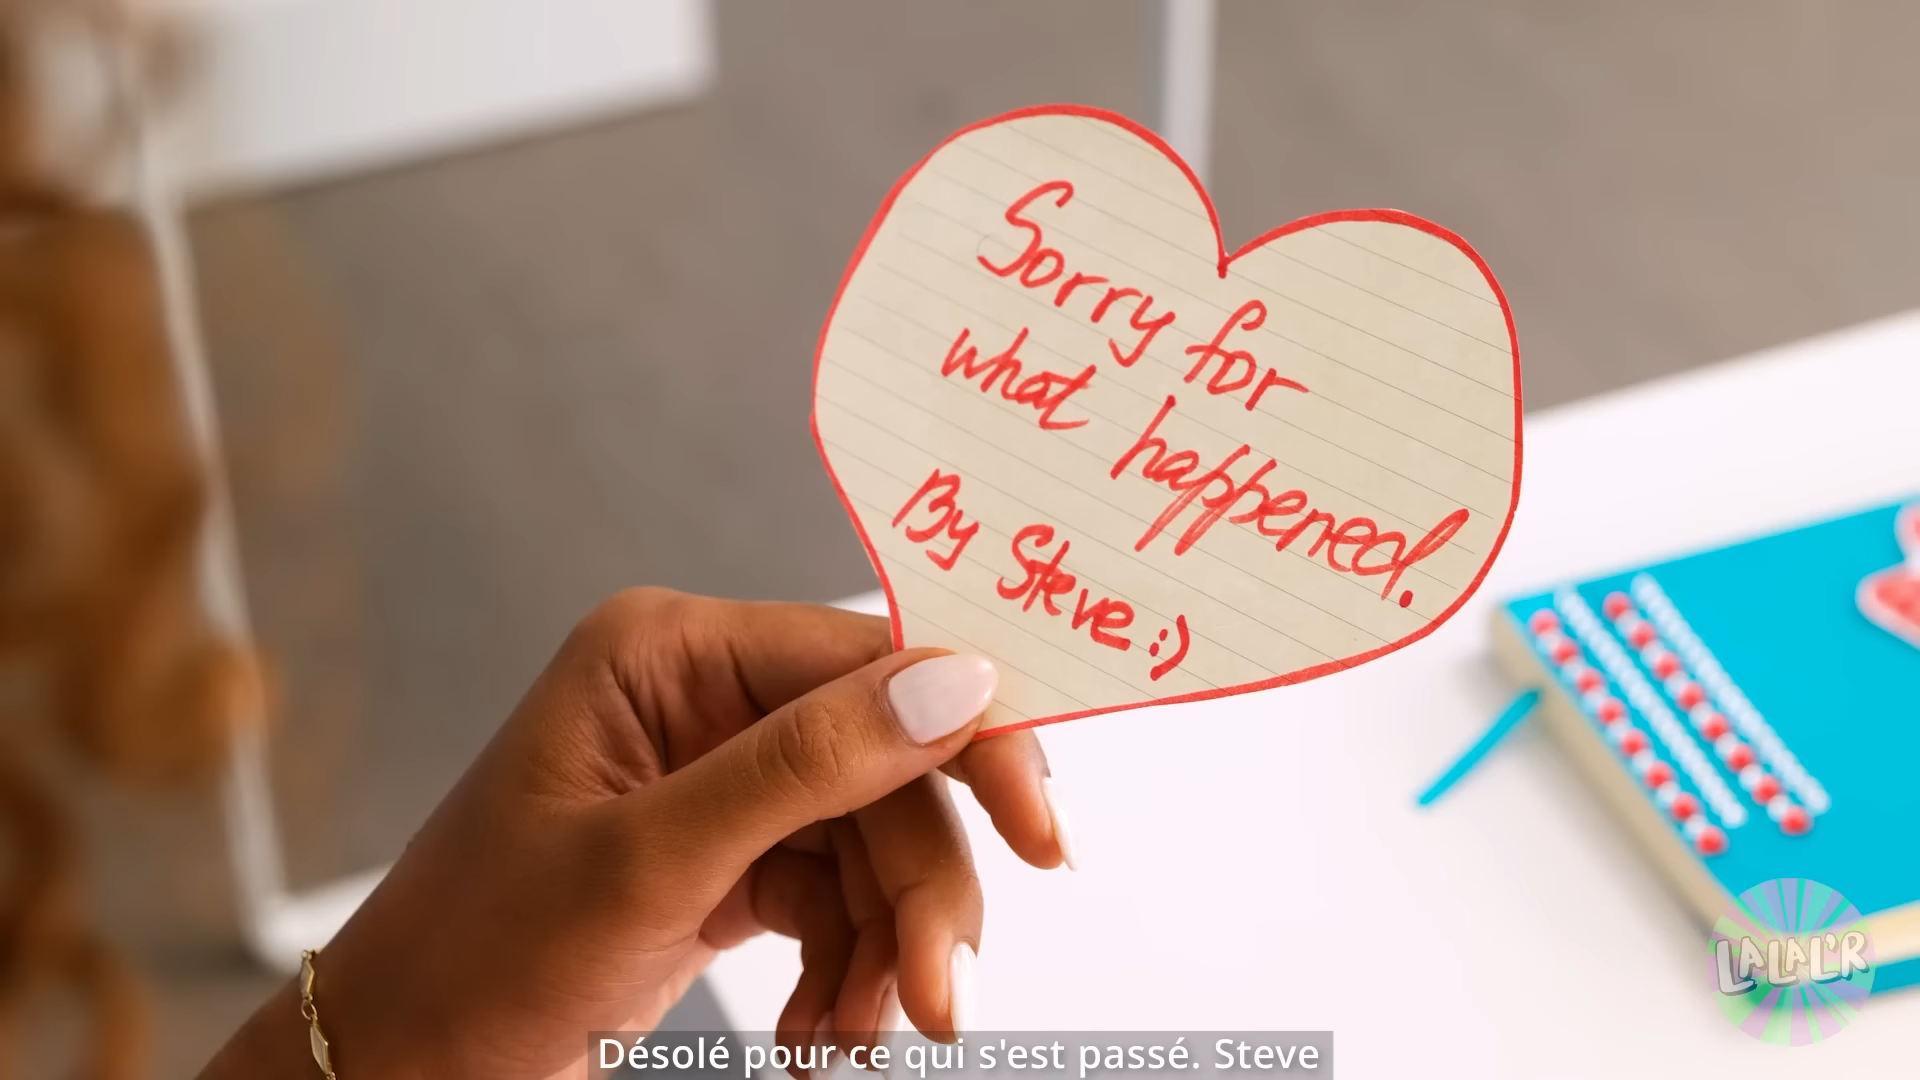 Sorry for
what happened!
By Steve :)
LALAL'R
Désolé pour ce qui s'est passé. Steve